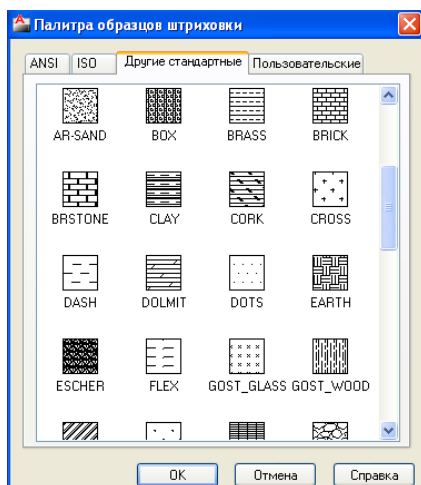 Палитра образцов штриховки
ANSI ISO Другие стандартные Пользовательские
AR-SAND BOX BRASS BRICK
BRSTONE CLAY CORK CROSS
DASH DOLMIT DOTS EARTH
ESCHER FLEX GOST_GLASS GOST_WOOD
OK Отмена Справка